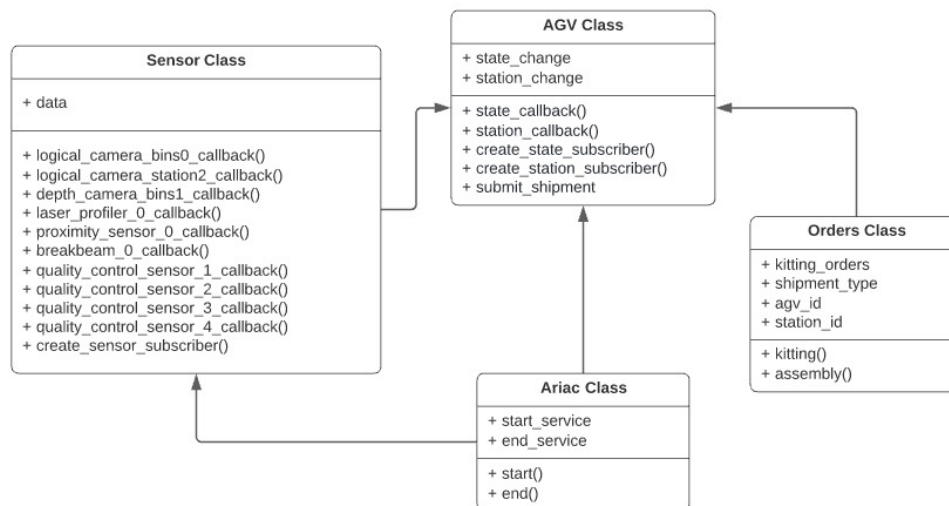 Sensor Class
+ data
+ logical_camera_bins0_callback()
+ logical_camera_station2_callback()
+ depth_camera_bins1_callback()
+ laser_profiler_0_callback()
+ proximity_sensor_0_callback()
+ breakbeam_0_callback()
+ quality_control_sensor_1_callback()
+ quality_control_sensor_2_callback()
+ quality_control_sensor_3_callback()
+ quality_control_sensor_4_callback()
+ create_sensor_subscriber()
AGV Class
+ state_change
+ station_change
+ state_callback()
+ station_callback()
+ create_state_subscriber()
+ create_station_subscriber()
+ submit_shipment
Orders Class
+ kitting_orders
+ shipment_type
+ agv_id
+ station_id
+ kitting()
+ assembly()
Ariac Class
+ start_service
+ end_service
+ start()
+ end()